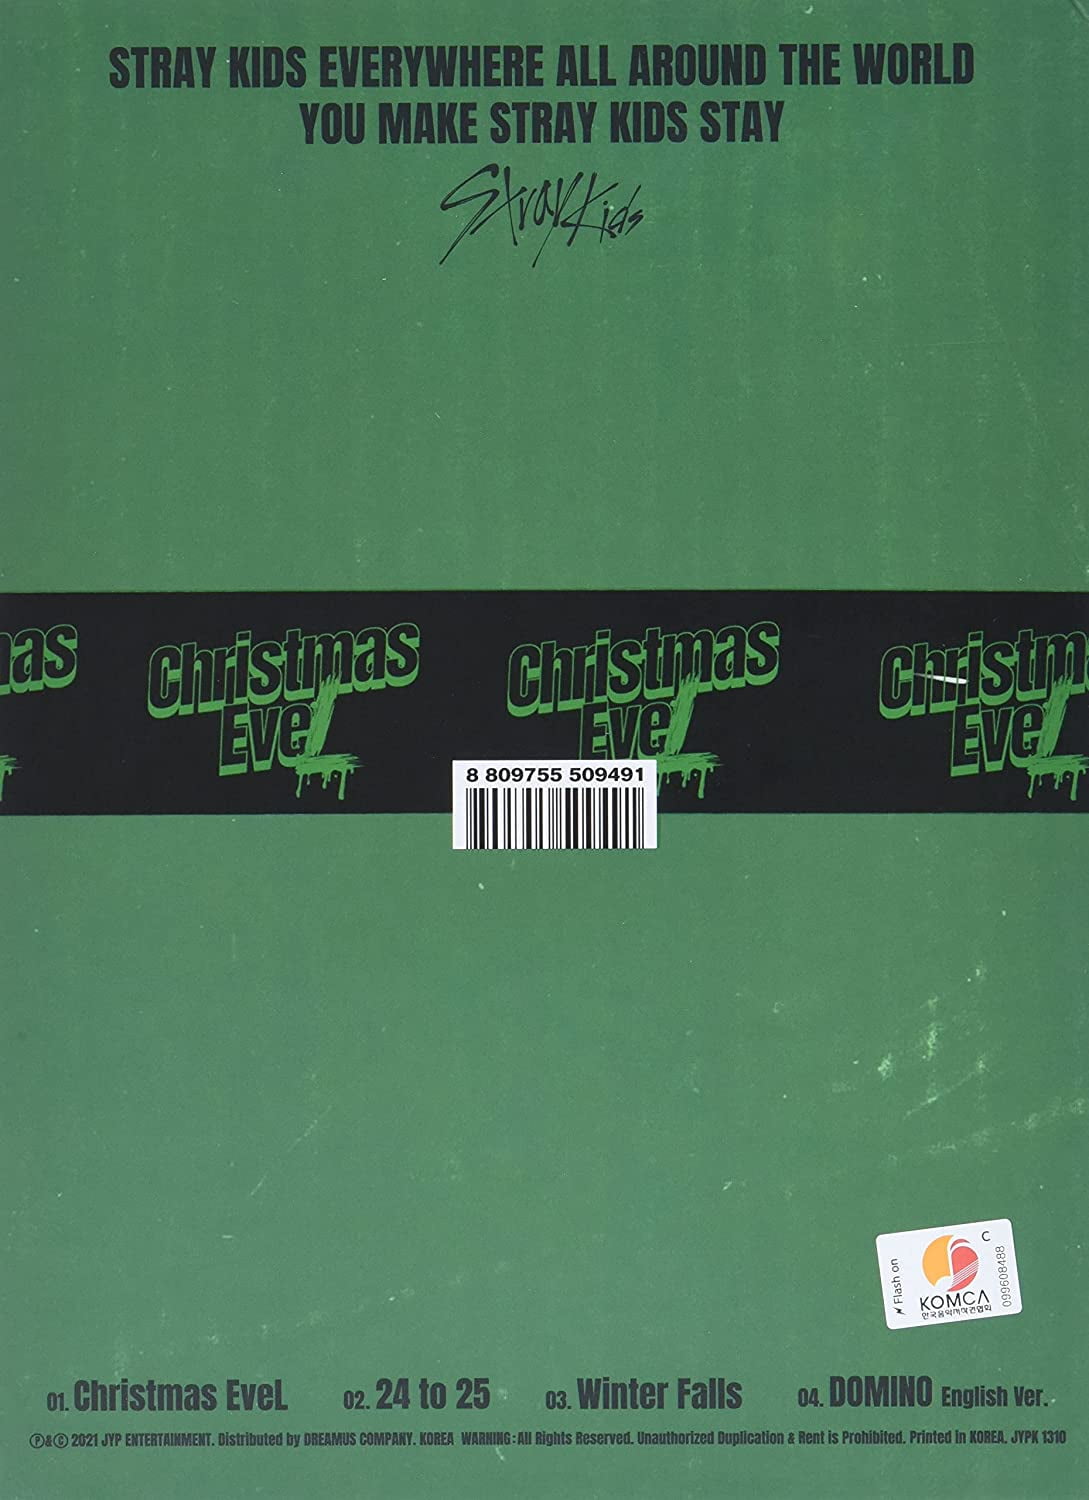 STRAY KIDS EVERYWHERE ALL AROUND THE WORLD
YOU MAKE STRAY KIDS STAY
Stray Kids
as
Christmas
EveL
Christmas
EveL
Christm
EveL
8 809755 509491
Flash on
C
KOMCA
한국음악저작권협회
099608488
01. Christmas EveL
02. 24 to 25
03. Winter Falls
04. DOMINO English Ver.
Ⓟ&Ⓒ 2021 JYP ENTERTAINMENT. Distributed by DREAMUS COMPANY. KOREA WARNING: All Rights Reserved. Unauthorized Duplication & Rent is Prohibited. Printed in KOREA. JYPK 1310